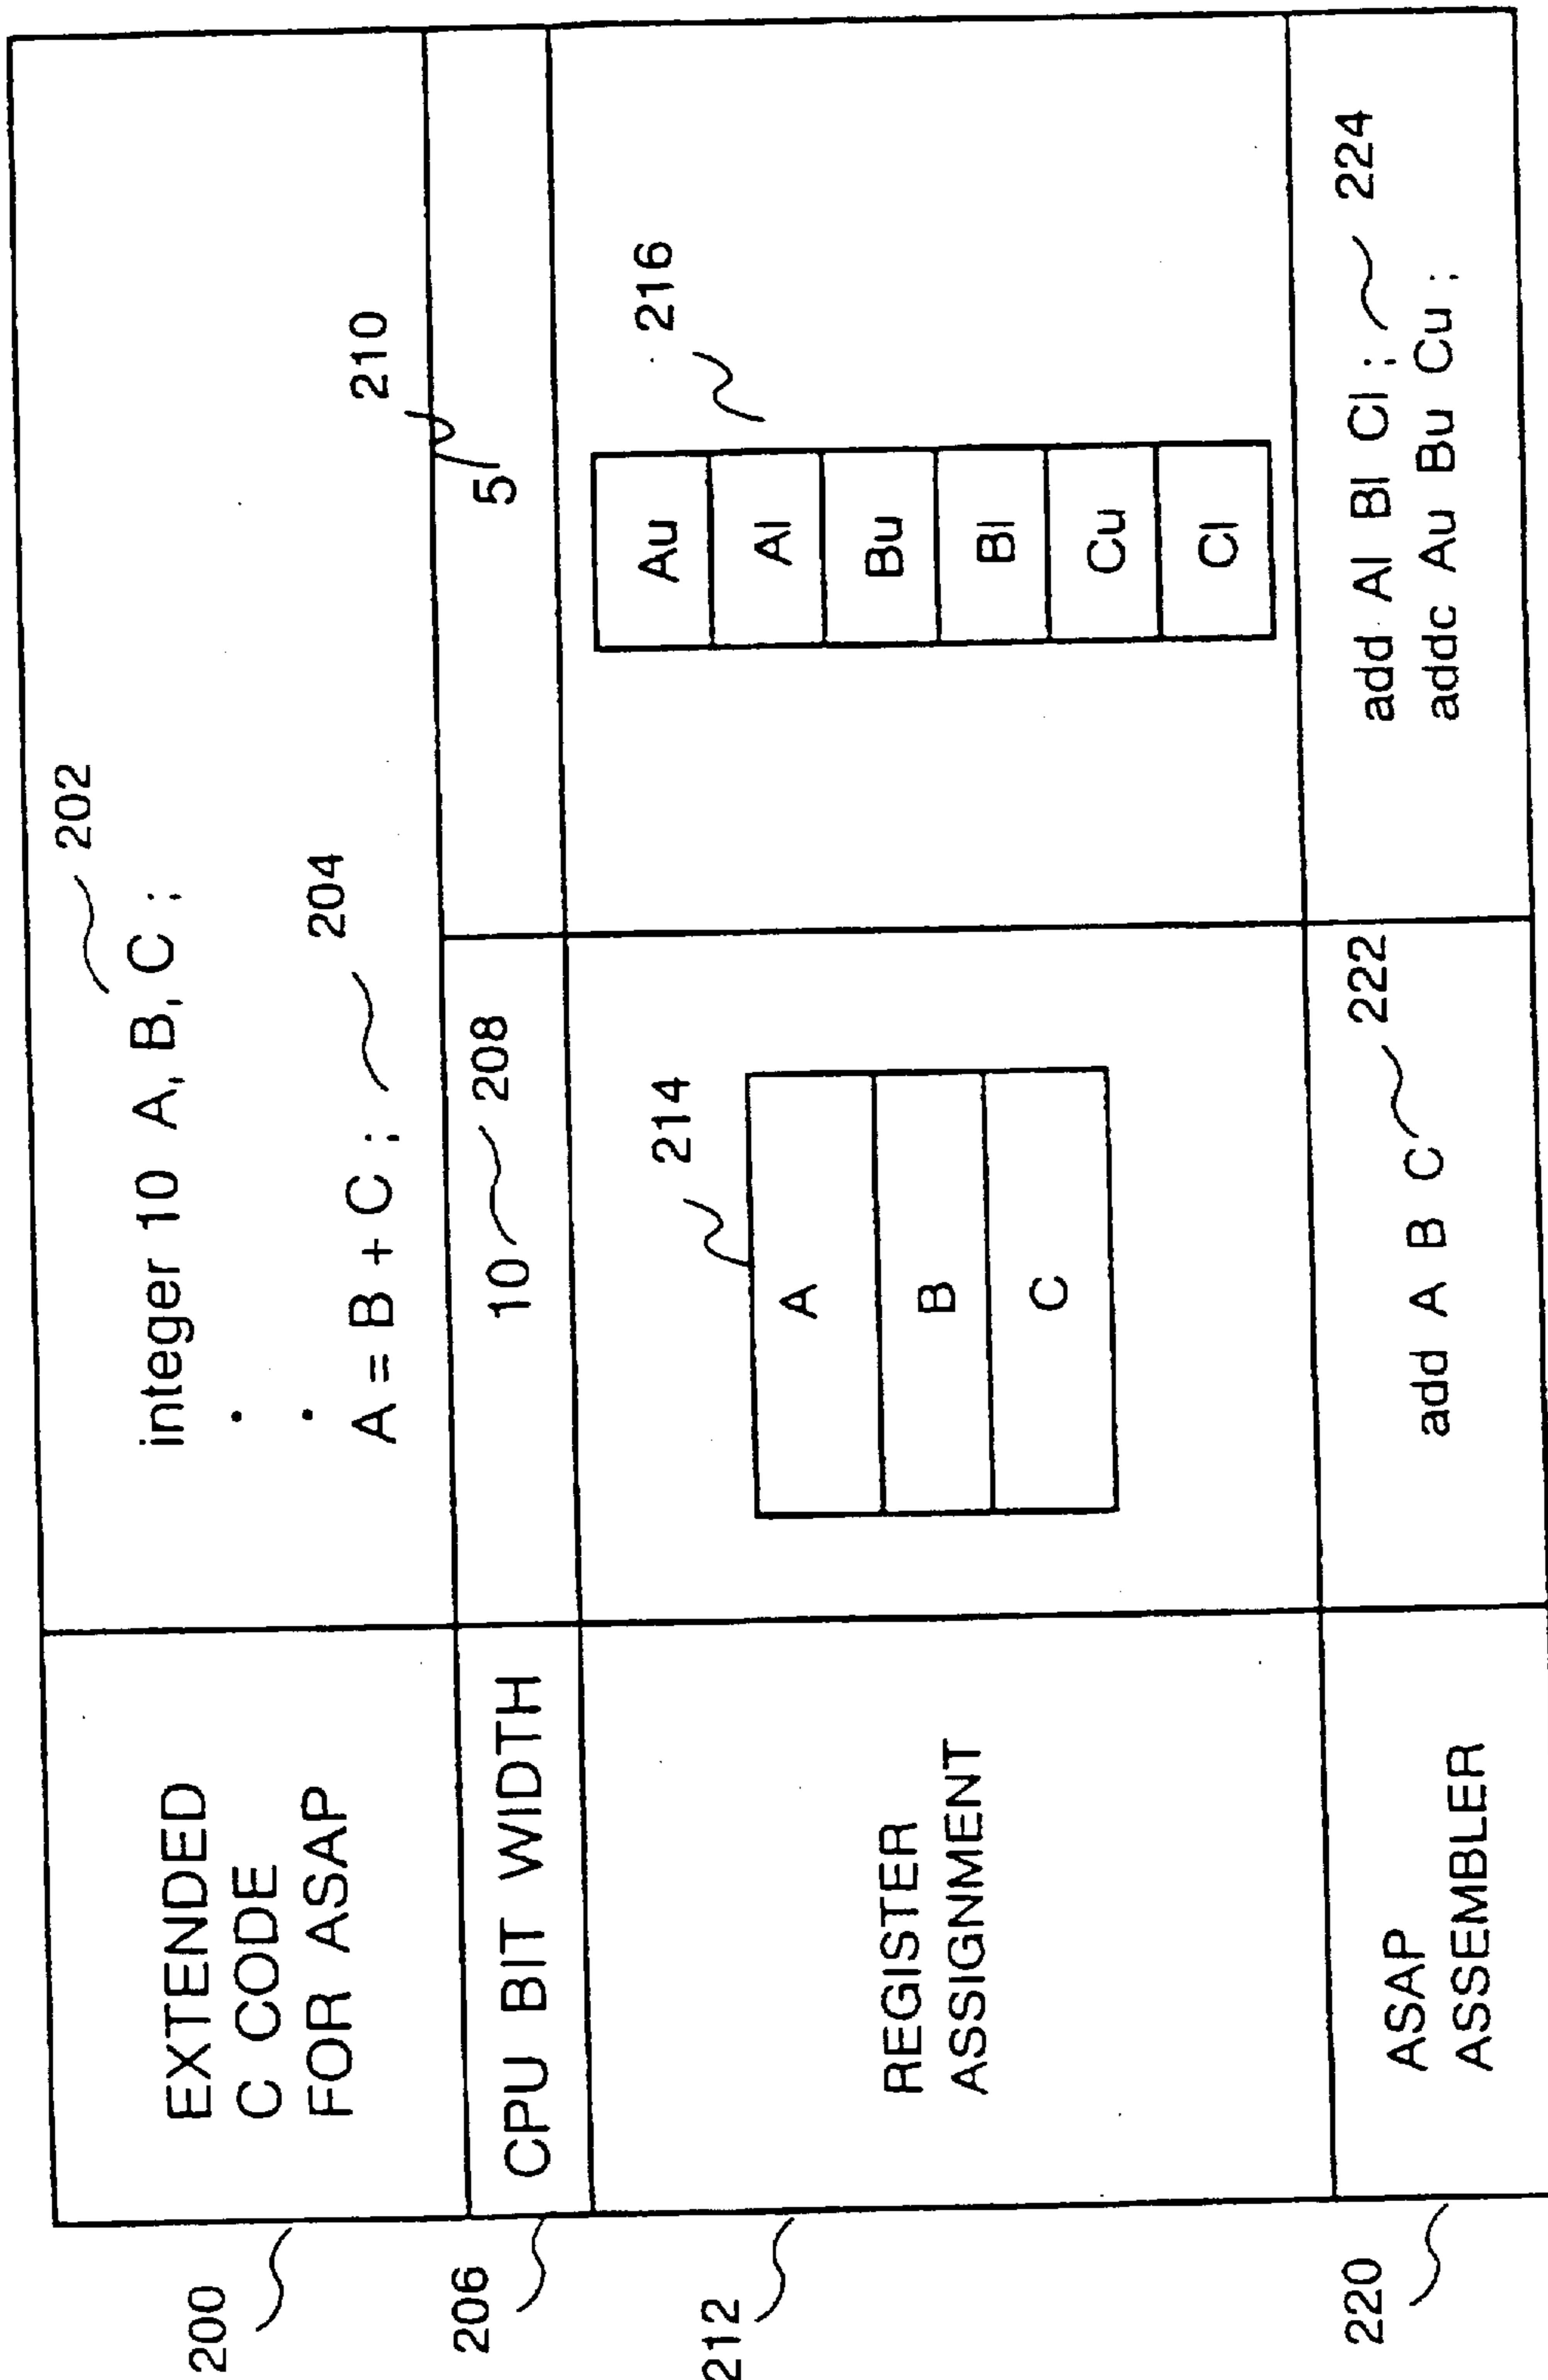 200
EXTENDED
C CODE
FOR ASAP
integer 10 A, B, C ;
202
A = B + C ;
204
206
CPU BIT WIDTH
10
208
5
210
212
REGISTER
ASSIGNMENT
214
A
B
C
216
Au
Al
Bu
Bl
Cu
Cl
220
ASAP
ASSEMBLER
add A B C
222
add Al Bl Cl ;
224
addc Au Bu Cu ;